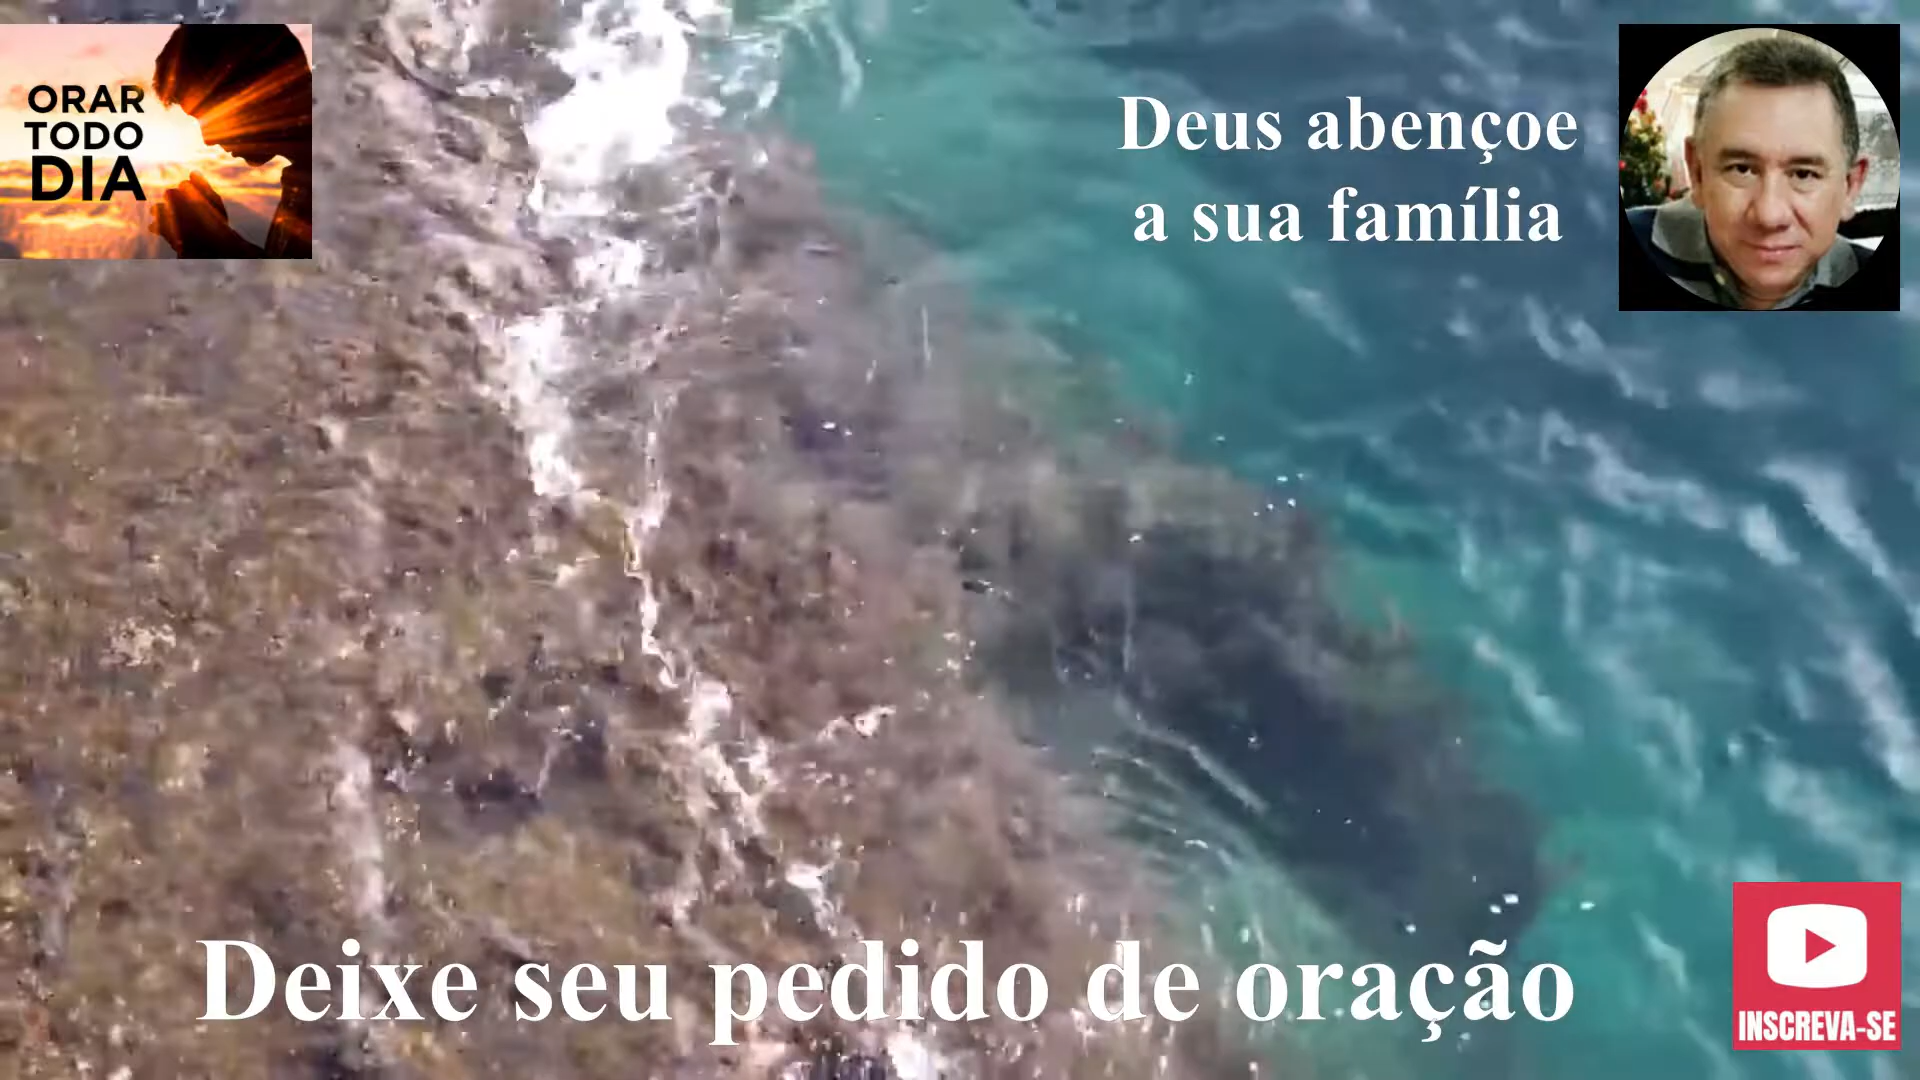 ORAR
TODO
DIA
Deus abençoe
a sua família
Deixe seu pedido de oração
INSCREVA-SE